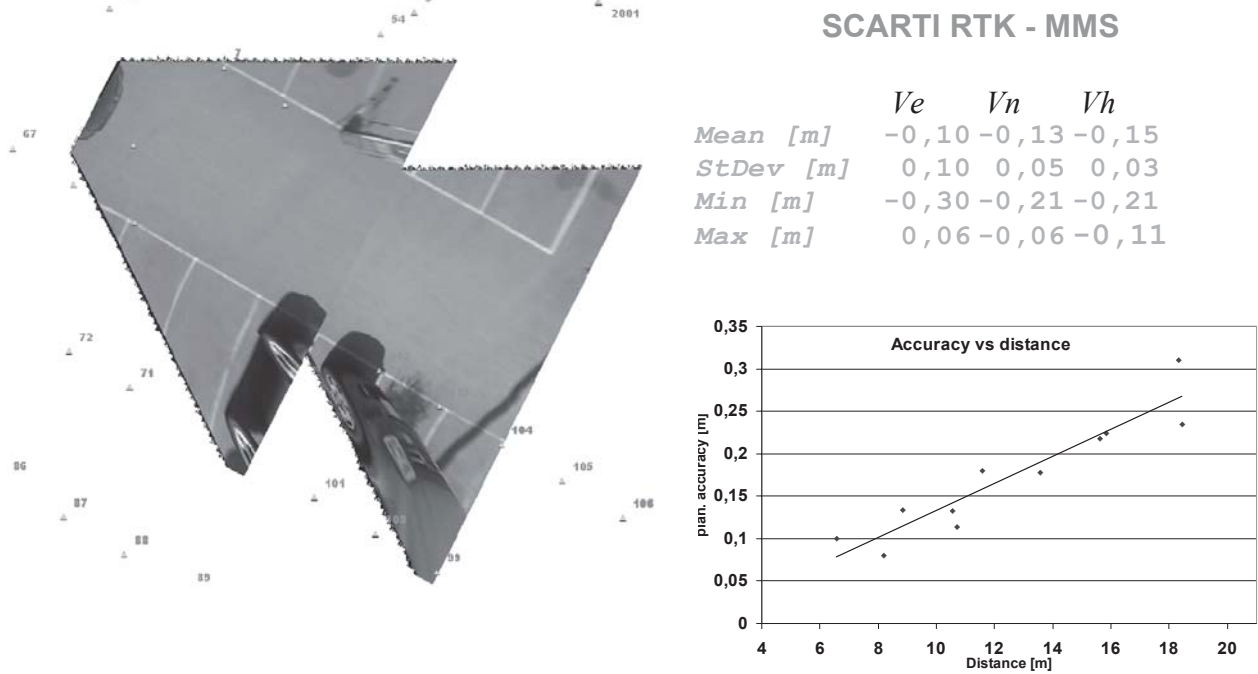 54
2001
7
67
72
71
86
87
88
89
101
103
99
104
105
106
SCARTI RTK - MMS
Ve Vn Vh
Mean [m] -0,10 -0,13 -0,15
StDev [m] 0,10 0,05 0,03
Min [m] -0,30 -0,21 -0,21
Max [m] 0,06 -0,06 -0,11
Accuracy vs distance
plan. accuracy [m]
0,35
0,3
0,25
0,2
0,15
0,1
0,05
0
4 6 8 10 12 14 16 18 20
Distance [m]